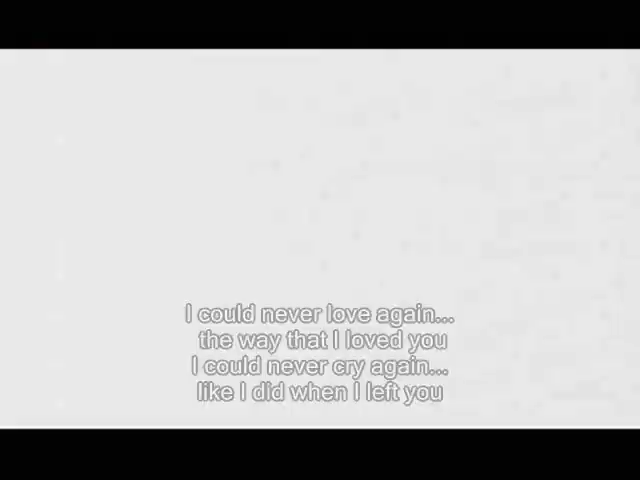 I could never love again...
the way that I loved you
I could never cry again...
like I did when I left you